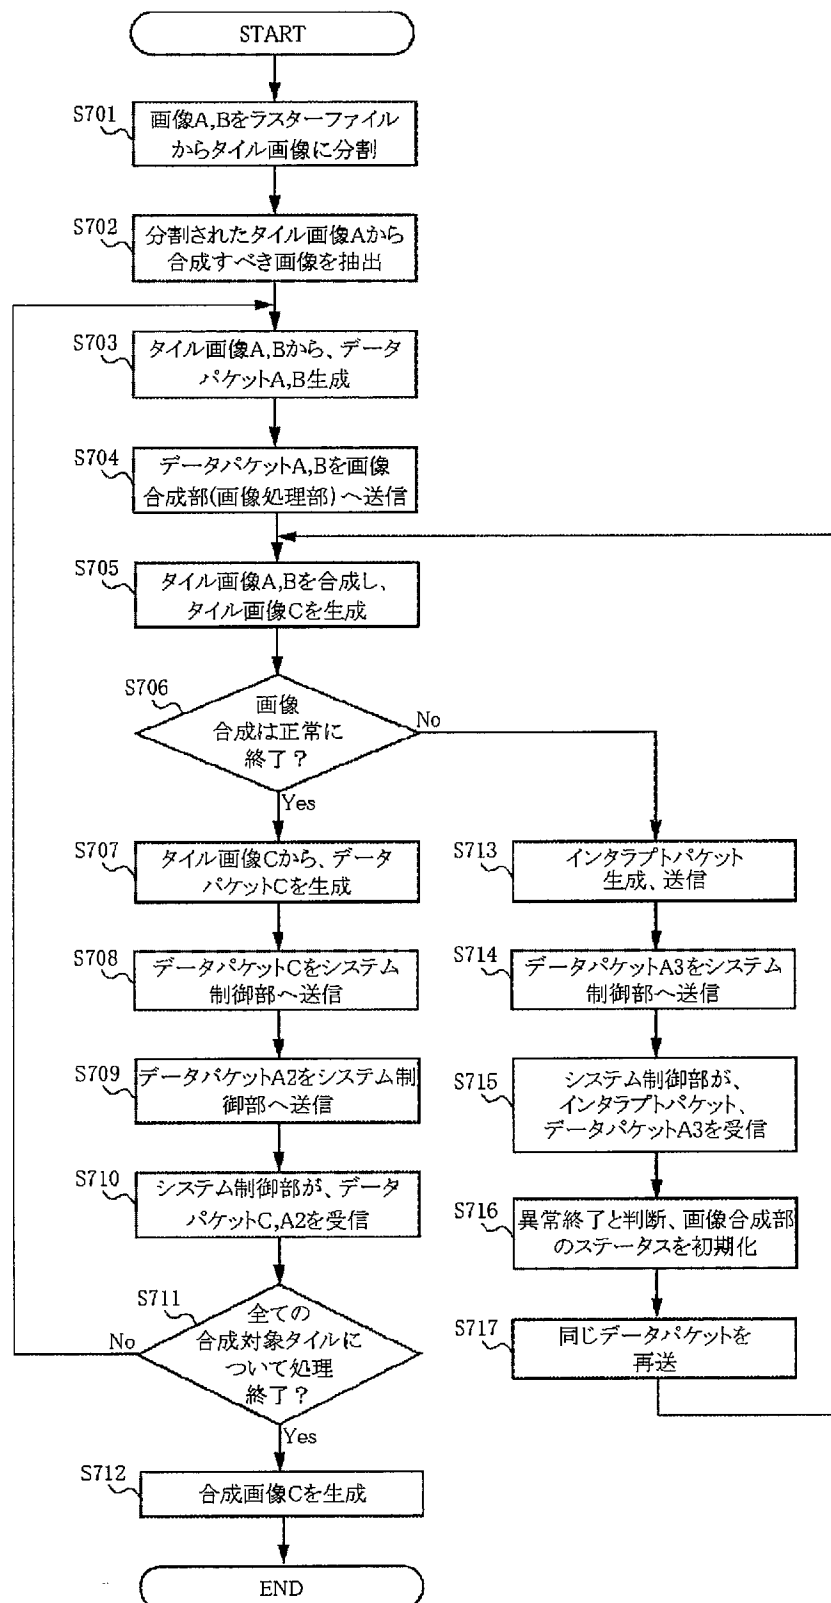 START
S701
画像A,Bをラスターファイル
からタイル画像に分割
S702
分割されたタイル画像Aから
合成すべき画像を抽出
S703
タイル画像A,Bから、データ
パケットA,B生成
S704
データパケットA,Bを画像
合成部(画像処理部)へ送信
S705
タイル画像A,Bを合成し、
タイル画像Cを生成
S706
画像
合成は正常に
終了?
No
Yes
S707
タイル画像Cから、データ
パケットCを生成
S708
データパケットCをシステム
制御部へ送信
S709
データパケットA2をシステム制
御部へ送信
S710
システム制御部が、データ
パケットC,A2を受信
S711
全ての
合成対象タイルに
ついて処理
終了?
No
Yes
S712
合成画像Cを生成
END
S713
インタラプトパケット
生成、送信
S714
データパケットA3をシステム
制御部へ送信
S715
システム制御部が、
インタラプトパケット、
データパケットA3を受信
S716
異常終了と判断、画像合成部
のステータスを初期化
S717
同じデータパケットを
再送